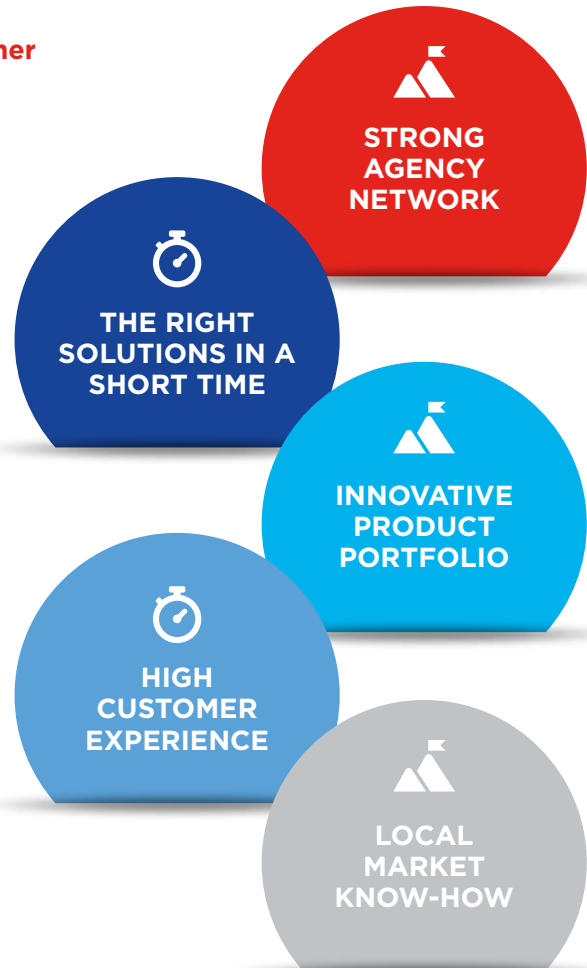 STRONG
AGENCY
NETWORK
THE RIGHT
SOLUTIONS IN A
SHORT TIME
INNOVATIVE
PRODUCT
PORTFOLIO
HIGH
CUSTOMER
EXPERIENCE
LOCAL
MARKET
KNOW-HOW